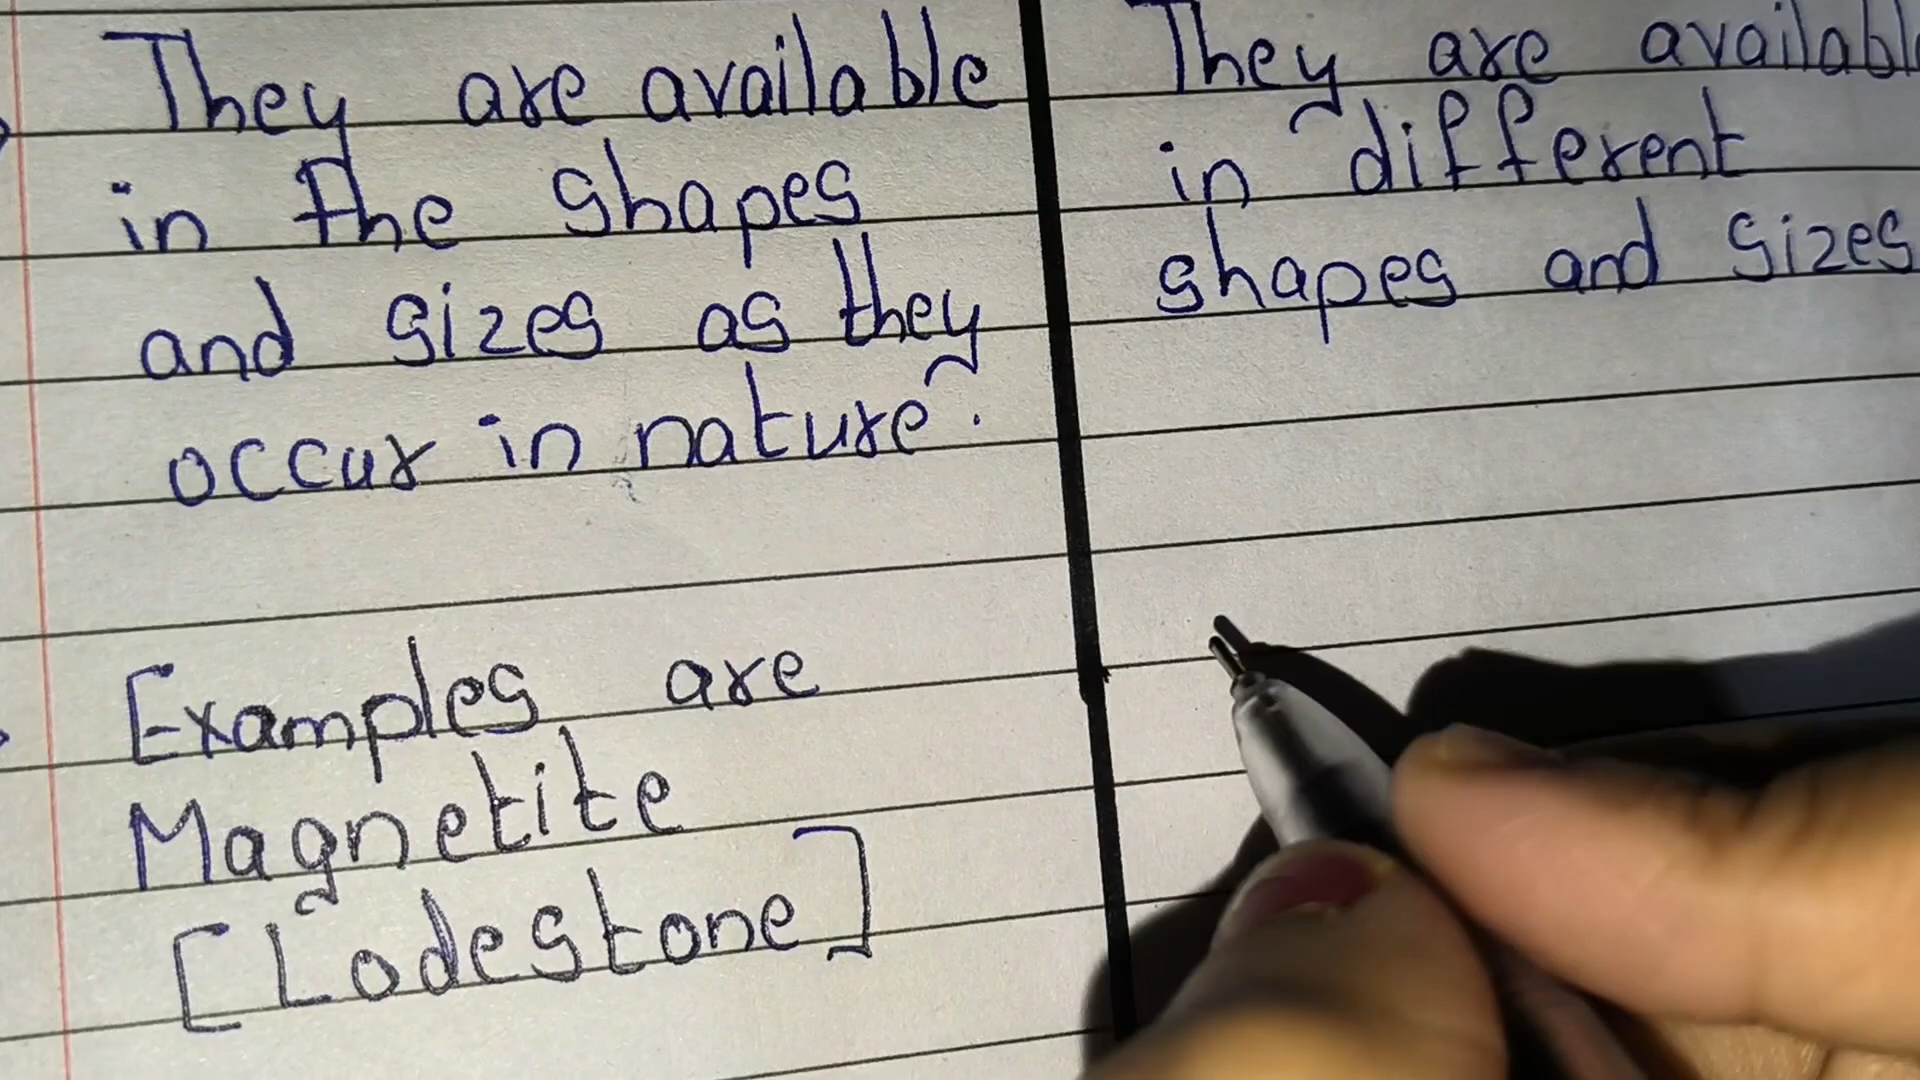 They are available
in the shapes
and sizes as they
occur in nature.
Examples are
Magnetite
[Lodestone]
They are available
in different
shapes and sizes